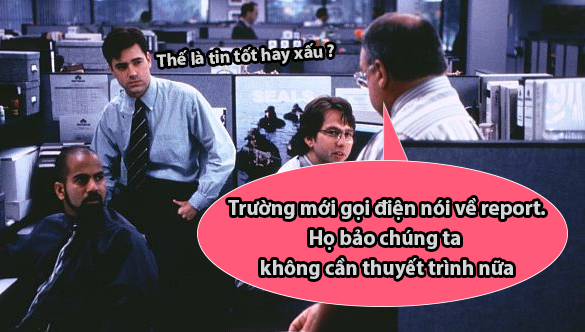 Thế là tin tốt hay xấu ?
SEALS
Trường mới gọi điện nói về report.
Họ bảo chúng ta
không cần thuyết trình nữa